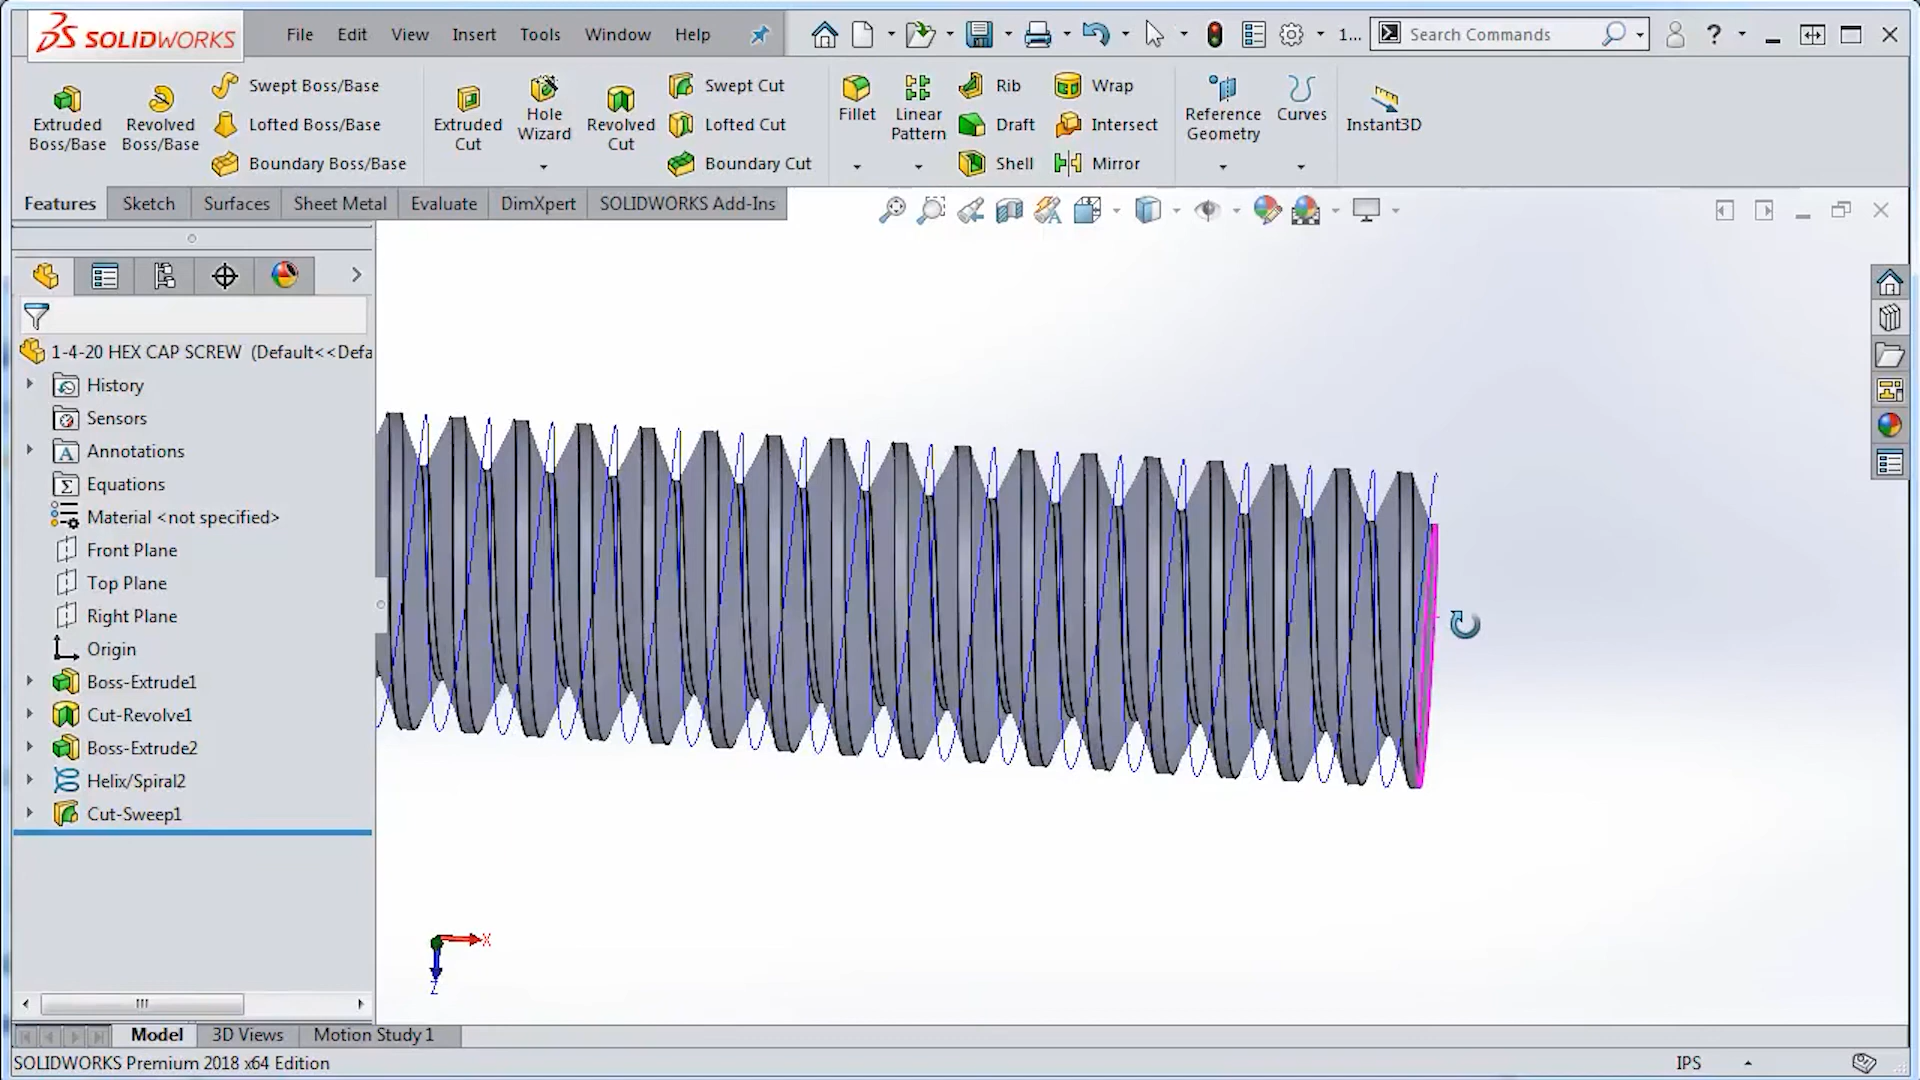 SOLIDWORKS
File Edit View Insert Tools Window Help
1...
Search Commands
?
Extruded Boss/Base
Revolved Boss/Base
Swept Boss/Base
Lofted Boss/Base
Boundary Boss/Base
Extruded Cut
Hole Wizard
Revolved Cut
Swept Cut
Lofted Cut
Boundary Cut
Fillet
Linear Pattern
Rib
Draft
Shell
Wrap
Intersect
Mirror
Reference Geometry
Curves
Instant3D
Features Sketch Surfaces Sheet Metal Evaluate DimXpert SOLIDWORKS Add-Ins
1-4-20 HEX CAP SCREW (Default<<Defa
History
Sensors
Annotations
Equations
Material <not specified>
Front Plane
Top Plane
Right Plane
Origin
Boss-Extrude1
Cut-Revolve1
Boss-Extrude2
Helix/Spiral2
Cut-Sweep1
X
Z
Model 3D Views Motion Study 1
SOLIDWORKS Premium 2018 x64 Edition
IPS